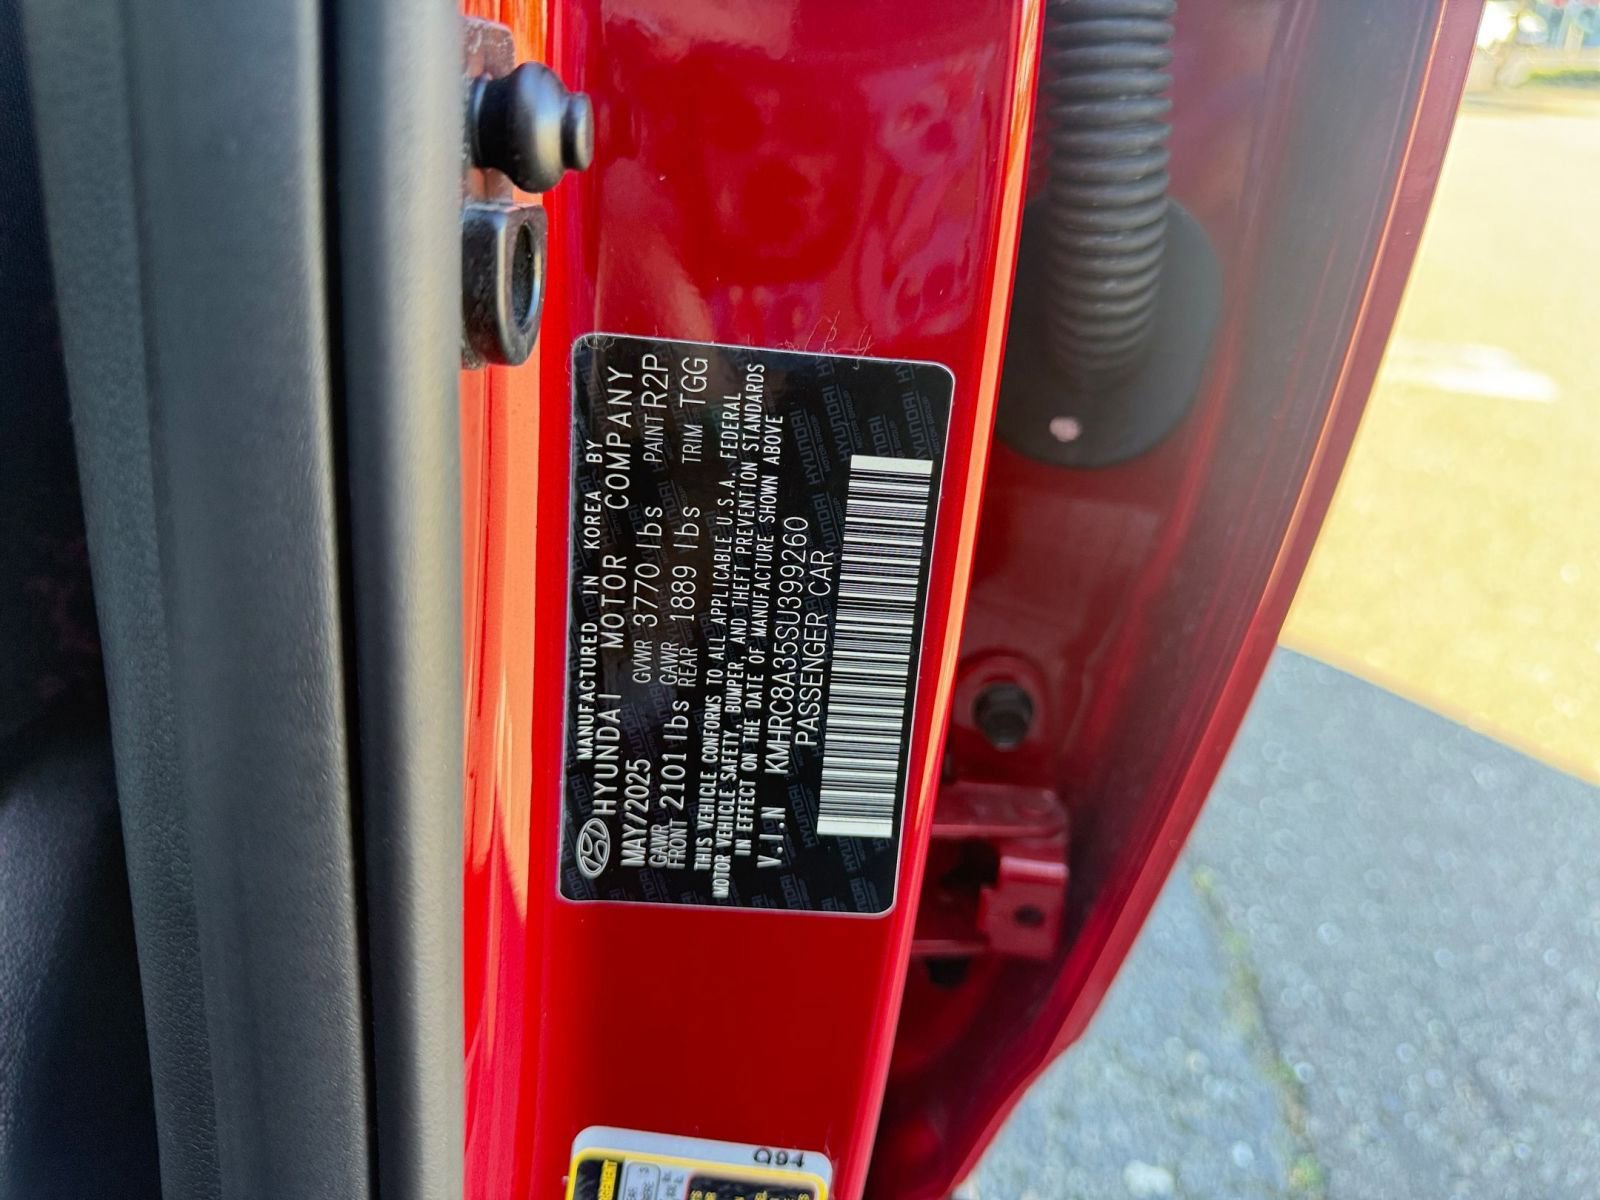 MANUFACTURED IN KOREA BY
HYUNDAI MOTOR COMPANY
MAY/2025 GVWR 3770 lbs PAINT R2P
GAWR FRONT 2101 lbs GAWR REAR 1889 lbs TRIM TGG
THIS VEHICLE CONFORMS TO ALL APPLICABLE U.S.A. FEDERAL
MOTOR VEHICLE SAFETY, BUMPER, AND THEFT PREVENTION STANDARDS
IN EFFECT ON THE DATE OF MANUFACTURE SHOWN ABOVE
V.I.N KMHRC8A35SU399260
PASSENGER CAR
Q94